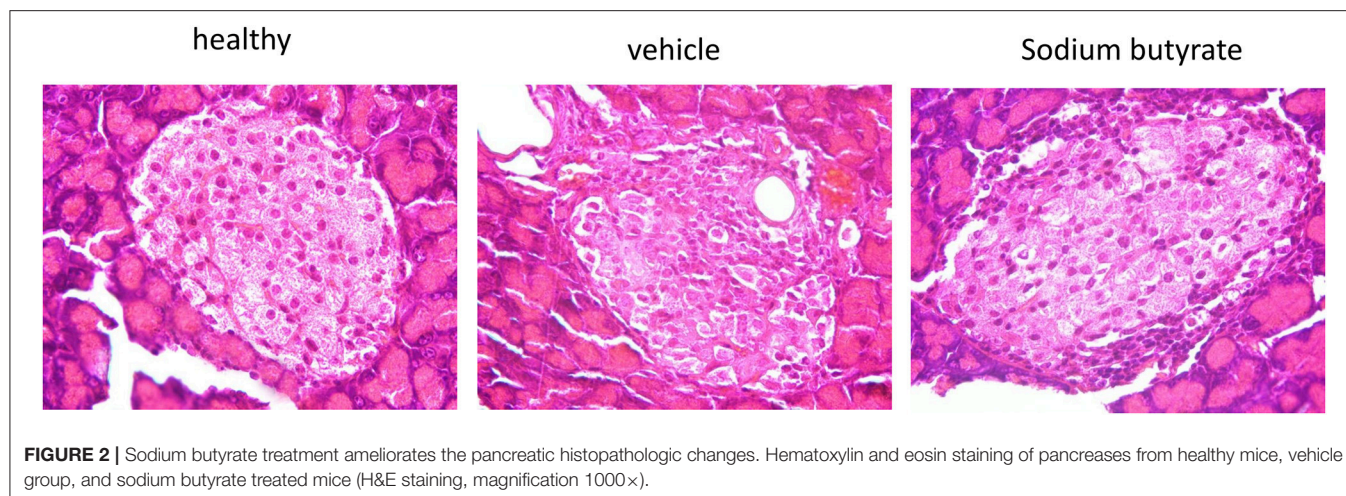 healthy
vehicle
Sodium butyrate
FIGURE 2 | Sodium butyrate treatment ameliorates the pancreatic histopathologic changes. Hematoxylin and eosin staining of pancreases from healthy mice, vehicle
group, and sodium butyrate treated mice (H&E staining, magnification 1000×).